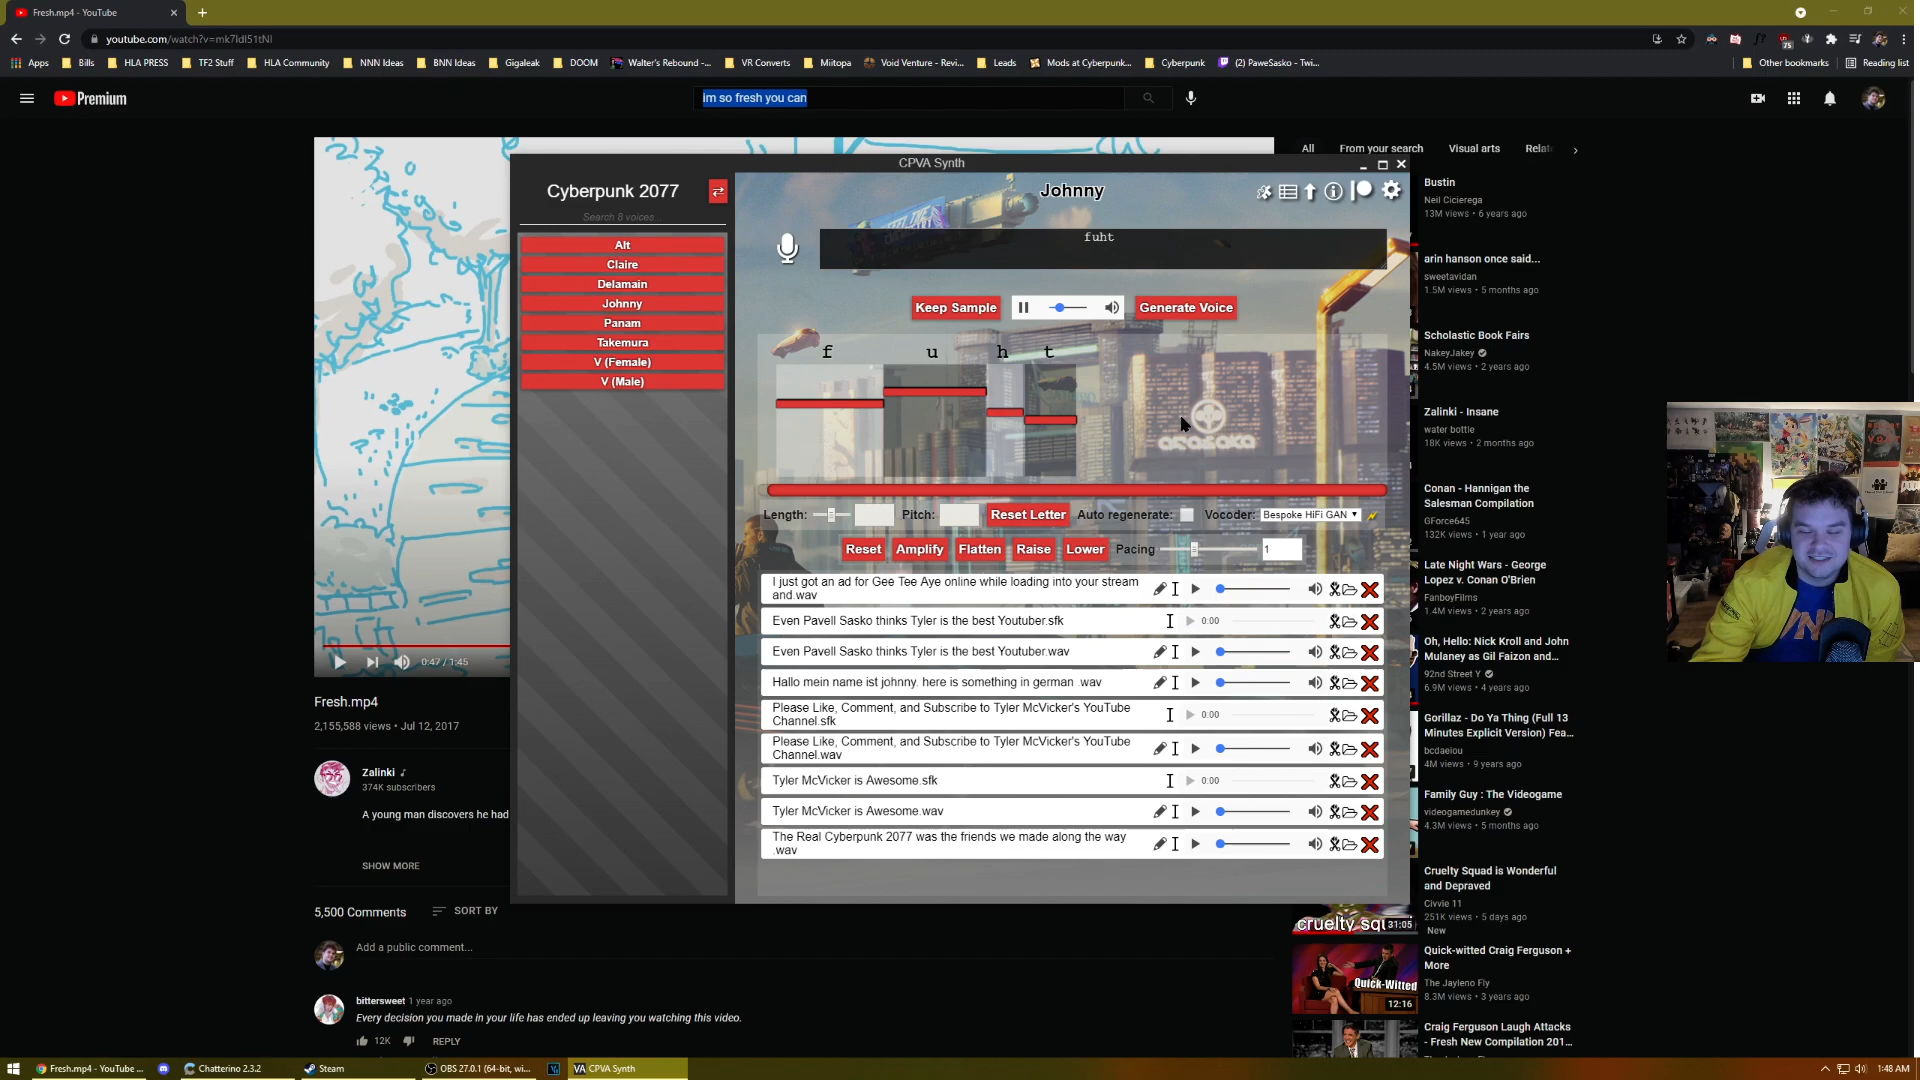 Fresh.mp4 - YouTube
youtube.com/watch?v=mk7ldl51tNI
Apps Bills HLA PRESS TF2 Stuff HLA Community NNN Ideas BNN Ideas Gigaleak DOOM Walter's Rebound -... VR Converts Miitopa Void Venture - Revi... Leads Mods at Cyberpunk... Cyberpunk (2) PaweSasko - Twi... Other bookmarks Reading list
Premium
im so fresh you can
All From your search Visual arts Relat
CPVA Synth
Cyberpunk 2077
Search 8 voices...
Alt
Claire
Delamain
Johnny
Panam
Takemura
V (Female)
V (Male)
Johnny
fuht
Keep Sample Generate Voice
f u h t
arasaka
Length: Pitch: Reset Letter Auto regenerate: Vocoder: Bespoke HiFi GAN
Reset Amplify Flatten Raise Lower Pacing 1
I just got an ad for Gee Tee Aye online while loading into your stream
and.wav
Even Pavell Sasko thinks Tyler is the best Youtuber.sfk 0:00
Even Pavell Sasko thinks Tyler is the best Youtuber.wav
Hallo mein name ist johnny. here is something in german .wav
Please Like, Comment, and Subscribe to Tyler McVicker's YouTube
Channel.sfk 0:00
Please Like, Comment, and Subscribe to Tyler McVicker's YouTube
Channel.wav
Tyler McVicker is Awesome.sfk 0:00
Tyler McVicker is Awesome.wav
The Real Cyberpunk 2077 was the friends we made along the way
.wav
0:47 / 1:45
Fresh.mp4
2,155,588 views • Jul 12, 2017
Zalinki
374K subscribers
A young man discovers he had
SHOW MORE
5,500 Comments SORT BY
Add a public comment...
bittersweet 1 year ago
Every decision you made in your life has ended up leaving you watching this video.
12K REPLY
Bustin
Neil Cicierega
13M views • 6 years ago
arin hanson once said...
sweetavidan
1.5M views • 5 months ago
Scholastic Book Fairs
NakeyJakey
4.5M views • 2 years ago
Zalinki - Insane
water bottle
18K views • 2 months ago
Conan - Hannigan the
Salesman Compilation
GForce645
132K views • 1 year ago
Late Night Wars - George
Lopez v. Conan O'Brien
FanboyFilms
1.4M views • 2 years ago
Oh, Hello: Nick Kroll and John
Mulaney as Gil Faizon and...
92nd Street Y
6.9M views • 4 years ago
Gorillaz - Do Ya Thing (Full 13
Minutes Explicit Version) Fea...
bcdaeiou
4M views • 9 years ago
Family Guy : The Videogame
videogamedunkey
4.3M views • 5 months ago
Cruelty Squad is Wonderful
and Depraved
Civvie 11
251K views • 5 days ago
New
cruelty squ 31:05
Quick-witted Craig Ferguson +
More
The Jayleno Fly
8.3M views • 3 years ago
Quick-Witted
12:16
Craig Ferguson Laugh Attacks
- Fresh New Compilation 201...
Fresh.mp4 - YouTube ... Chatterino 2.3.2 Steam OBS 27.0.1 (64-bit, wi... VA CPVA Synth 1:48 AM